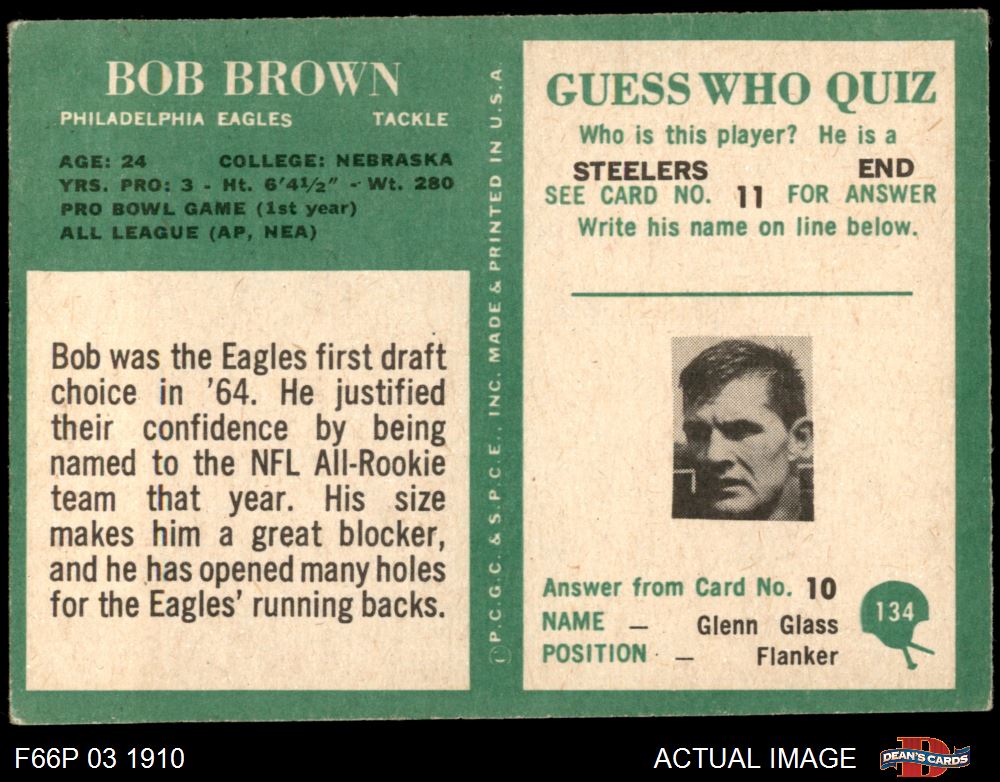 BOB BROWN
PHILADELPHIA EAGLES TACKLE
AGE: 24 COLLEGE: NEBRASKA
YRS. PRO: 3 - Ht. 6'4½" - Wt. 280
PRO BOWL GAME (1st year)
ALL LEAGUE (AP, NEA)
Bob was the Eagles first draft
choice in '64. He justified
their confidence by being
named to the NFL All-Rookie
team that year. His size
makes him a great blocker,
and he has opened many holes
for the Eagles' running backs.
© P.C.G.C. & S.P.C.E., INC. MADE & PRINTED IN U.S.A.
GUESS WHO QUIZ
Who is this player? He is a
STEELERS END
SEE CARD NO. 11 FOR ANSWER
Write his name on line below.
Answer from Card No. 10
NAME — Glenn Glass
POSITION — Flanker
134
F66P 03 1910
ACTUAL IMAGE
DEAN'S CARDS